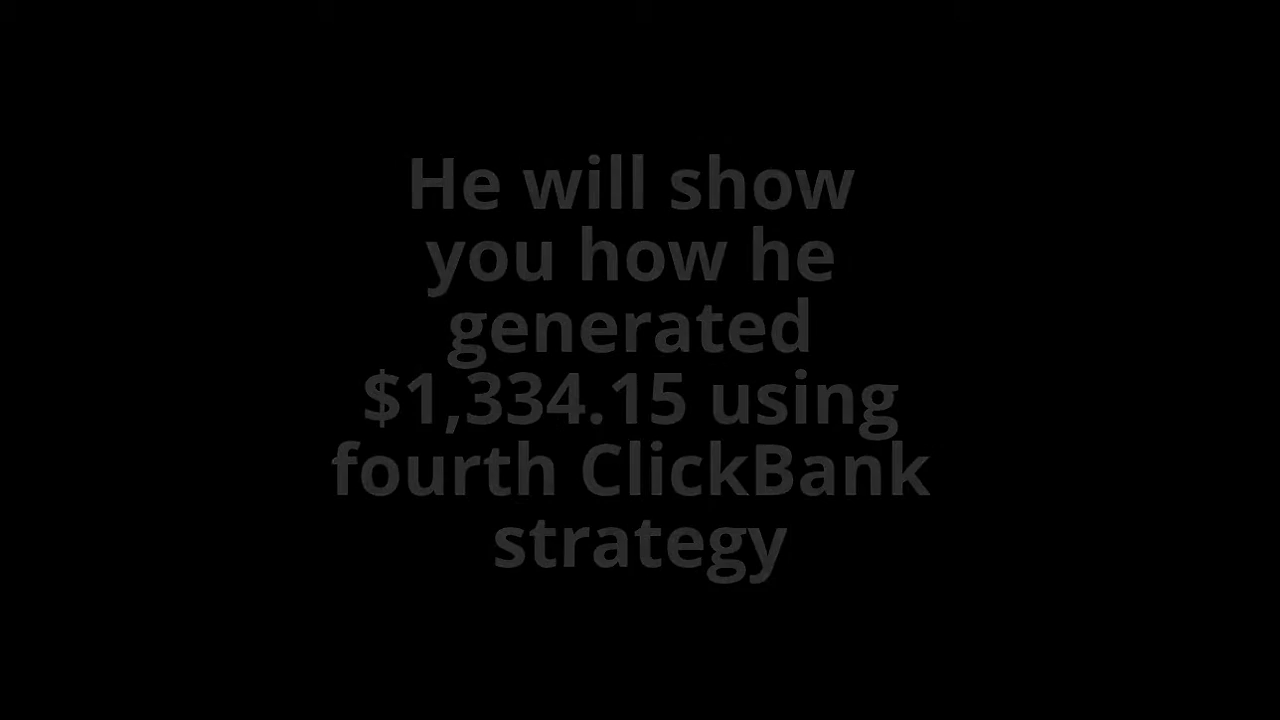 He will show
you how he
generated
$1,334.15 using
fourth ClickBank
strategy